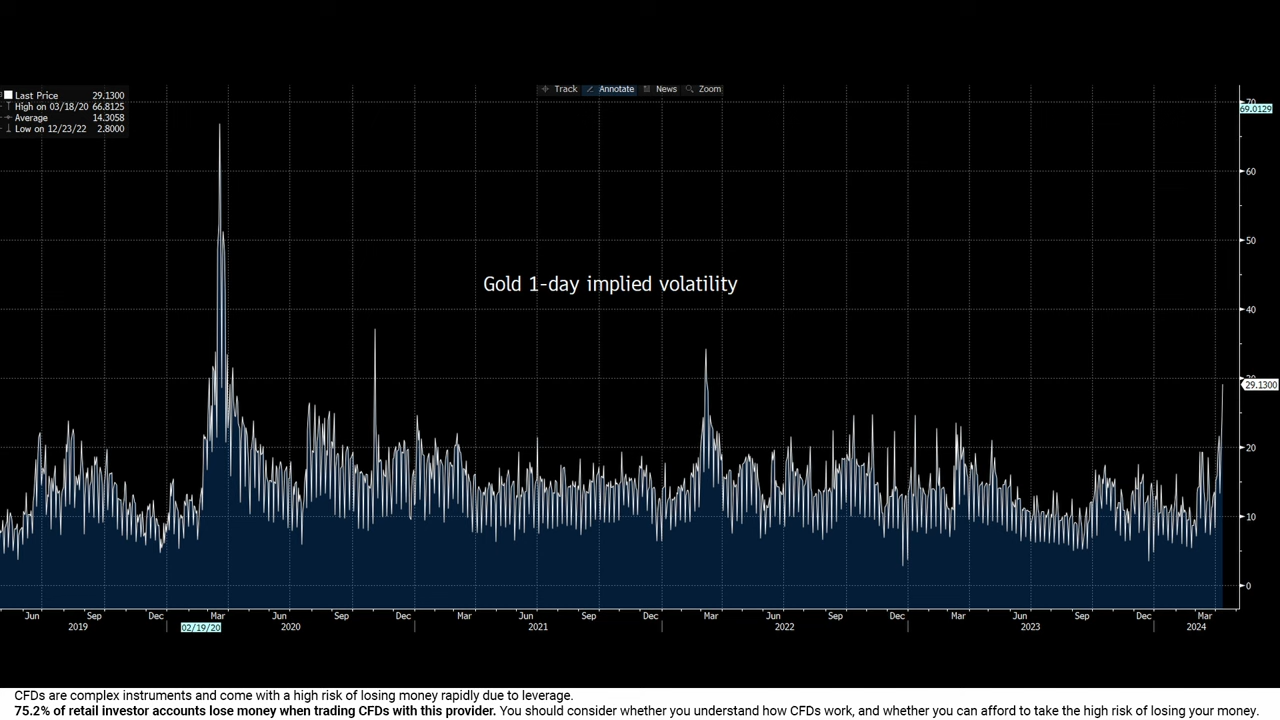 Track Annotate News Zoom
Last Price 29.1300
High on 03/18/20 66.8125
Average 14.3058
Low on 12/23/22 2.8000
70
69.0129
60
50
Gold 1-day implied volatility
40
30
29.1300
20
10
0
Jun Sep Dec Mar Jun Sep Dec Mar Jun Sep Dec Mar Jun Sep Dec Mar Jun Sep Dec Mar
2019 02/19/20 2020 2021 2022 2023 2024
CFDs are complex instruments and come with a high risk of losing money rapidly due to leverage.
75.2% of retail investor accounts lose money when trading CFDs with this provider. You should consider whether you understand how CFDs work, and whether you can afford to take the high risk of losing your money.